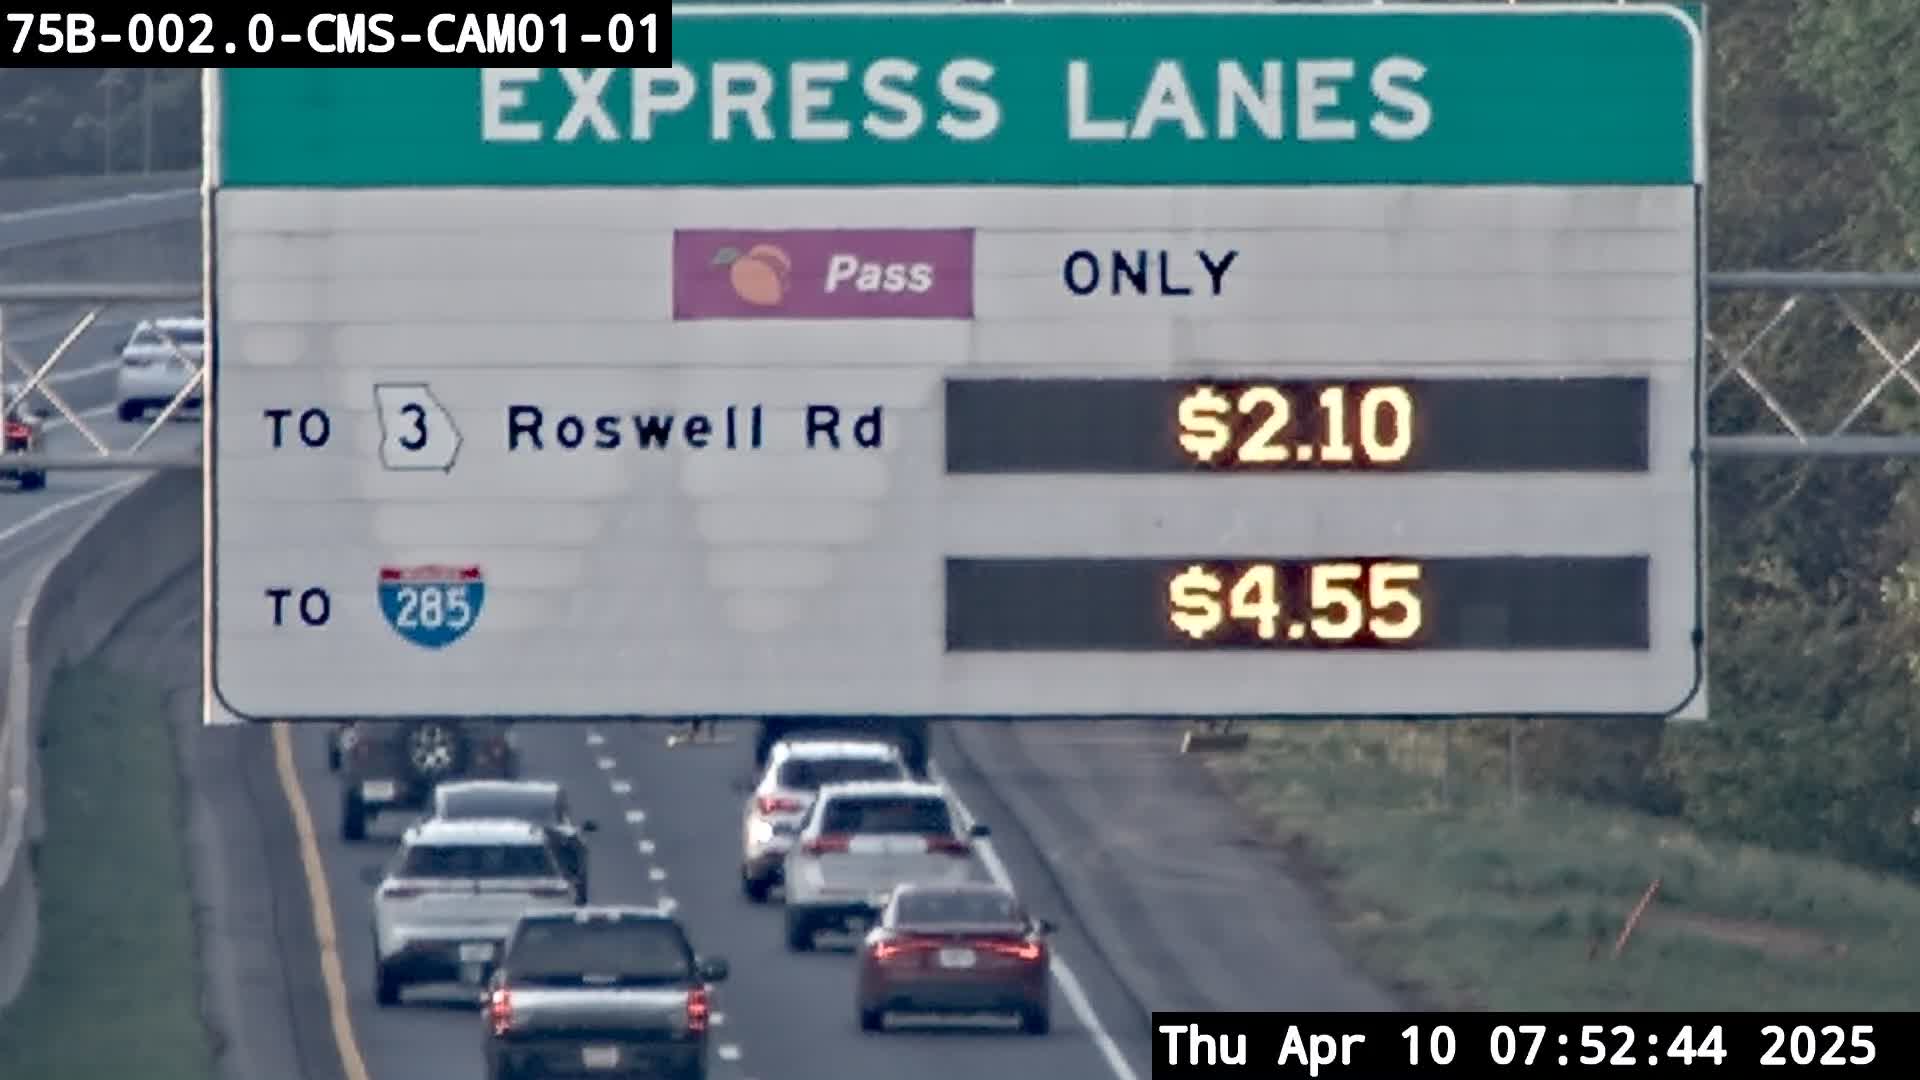 75B-002.0-CMS-CAM01-01
EXPRESS LANES
Pass ONLY
TO 3 Roswell Rd $2.10
TO 285 $4.55
Thu Apr 10 07:52:44 2025